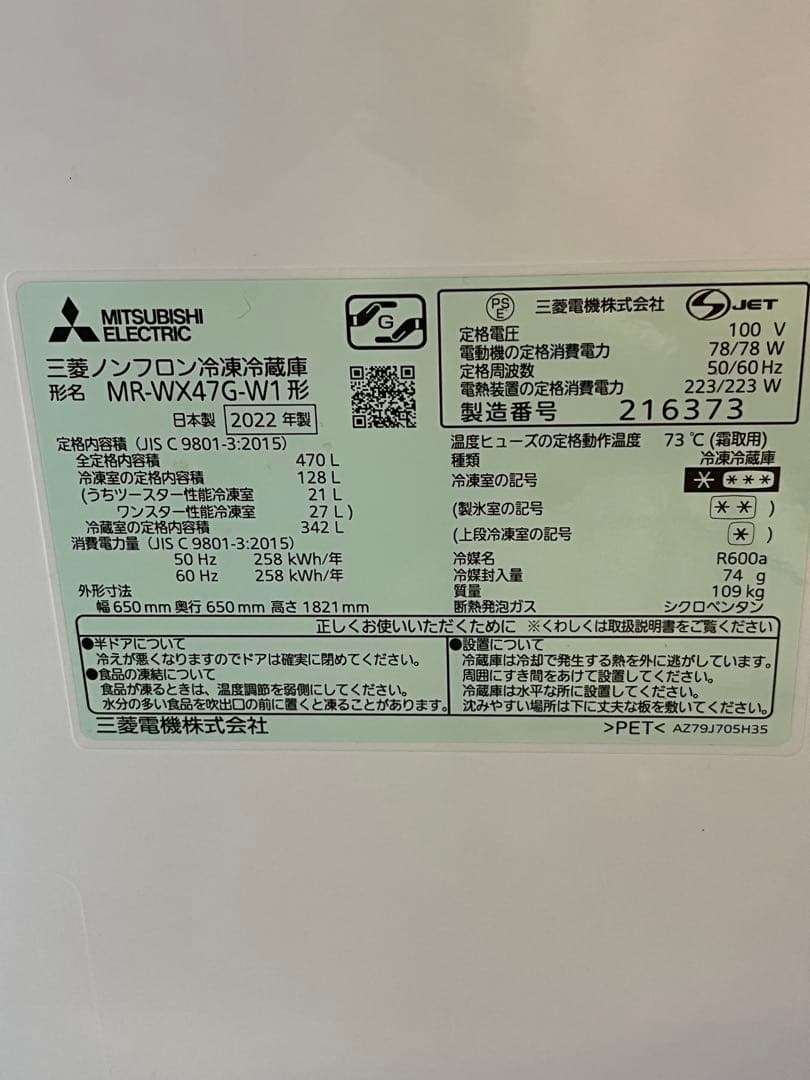 MITSUBISHI
ELECTRIC
G
三菱ノンフロン冷凍冷蔵庫
形名 MR-WX47G-W1形
日本製 2022年製
定格内容積 (JIS C 9801-3:2015)
全定格内容積 470 L
冷凍室の定格内容積 128 L
(うちツースター性能冷凍室 21 L
ワンスター性能冷凍室 27 L)
冷蔵室の定格内容積 342 L
消費電力量 (JIS C 9801-3:2015)
50 Hz 258 kWh/年
60 Hz 258 kWh/年
外形寸法
幅 650 mm 奥行 650 mm 高さ 1821 mm
PS
E
三菱電機株式会社 JET
定格電圧 100 V
電動機の定格消費電力 78/78 W
定格周波数 50/60 Hz
電熱装置の定格消費電力 223/223 W
製造番号 216373
温度ヒューズの定格動作温度 73 ℃ (霜取用)
種類 冷凍冷蔵庫
冷凍室の記号 * ***
(製氷室の記号 ** )
(上段冷凍室の記号 * )
冷媒名 R600a
冷媒封入量 74 g
質量 109 kg
断熱発泡ガス シクロペンタン
正しくお使いいただくために ※くわしくは取扱説明書をご覧ください
●半ドアについて
冷えが悪くなりますのでドアは確実に閉めてください。
●食品の凍結について
食品が凍るときは、温度調節を弱側にしてください。
水分の多い食品を吹出口の前に置くと凍ることがあります。
●設置について
冷蔵庫は冷却で発生する熱を外に逃がしています。
周囲にすき間をあけて設置してください。
冷蔵庫は水平な所に設置してください。
沈みやすい場所は下に丈夫な板を敷いてください。
三菱電機株式会社
>PET< AZ79J705H35